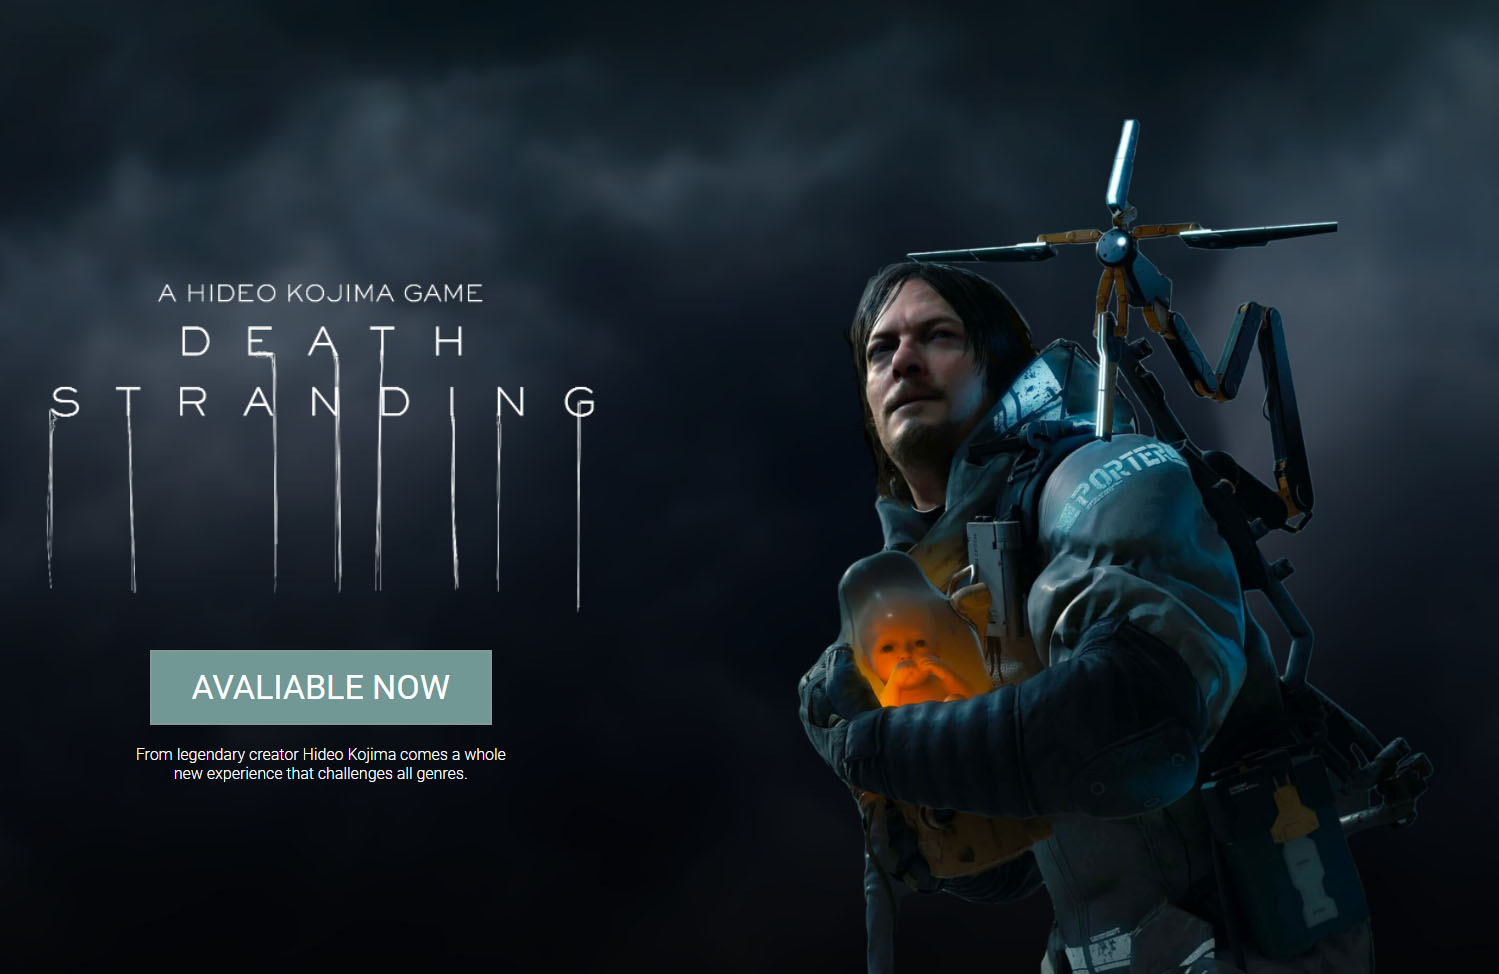 A HIDEO KOJIMA GAME
DEATH
STRANDING
AVALIABLE NOW
From legendary creator Hideo Kojima comes a whole
new experience that challenges all genres.
PORTER